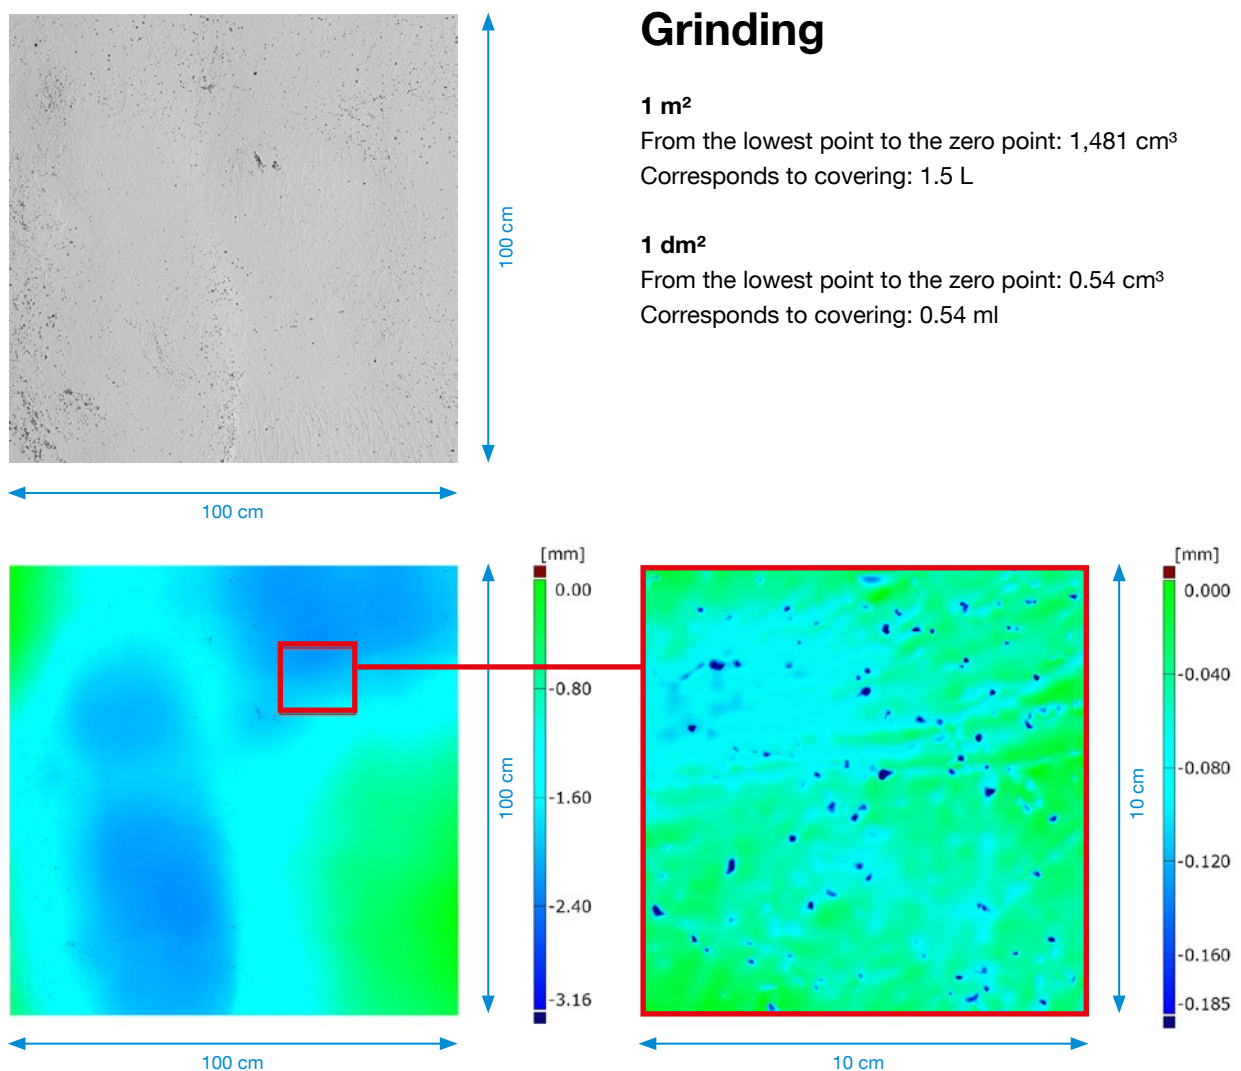 Grinding
1 m²
From the lowest point to the zero point: 1,481 cm³
Corresponds to covering: 1.5 L
1 dm²
From the lowest point to the zero point: 0.54 cm³
Corresponds to covering: 0.54 ml
100 cm
100 cm
[mm]
0.00
-0.80
-1.60
-2.40
-3.16
100 cm
100 cm
[mm]
0.000
-0.040
-0.080
-0.120
-0.160
-0.185
10 cm
10 cm